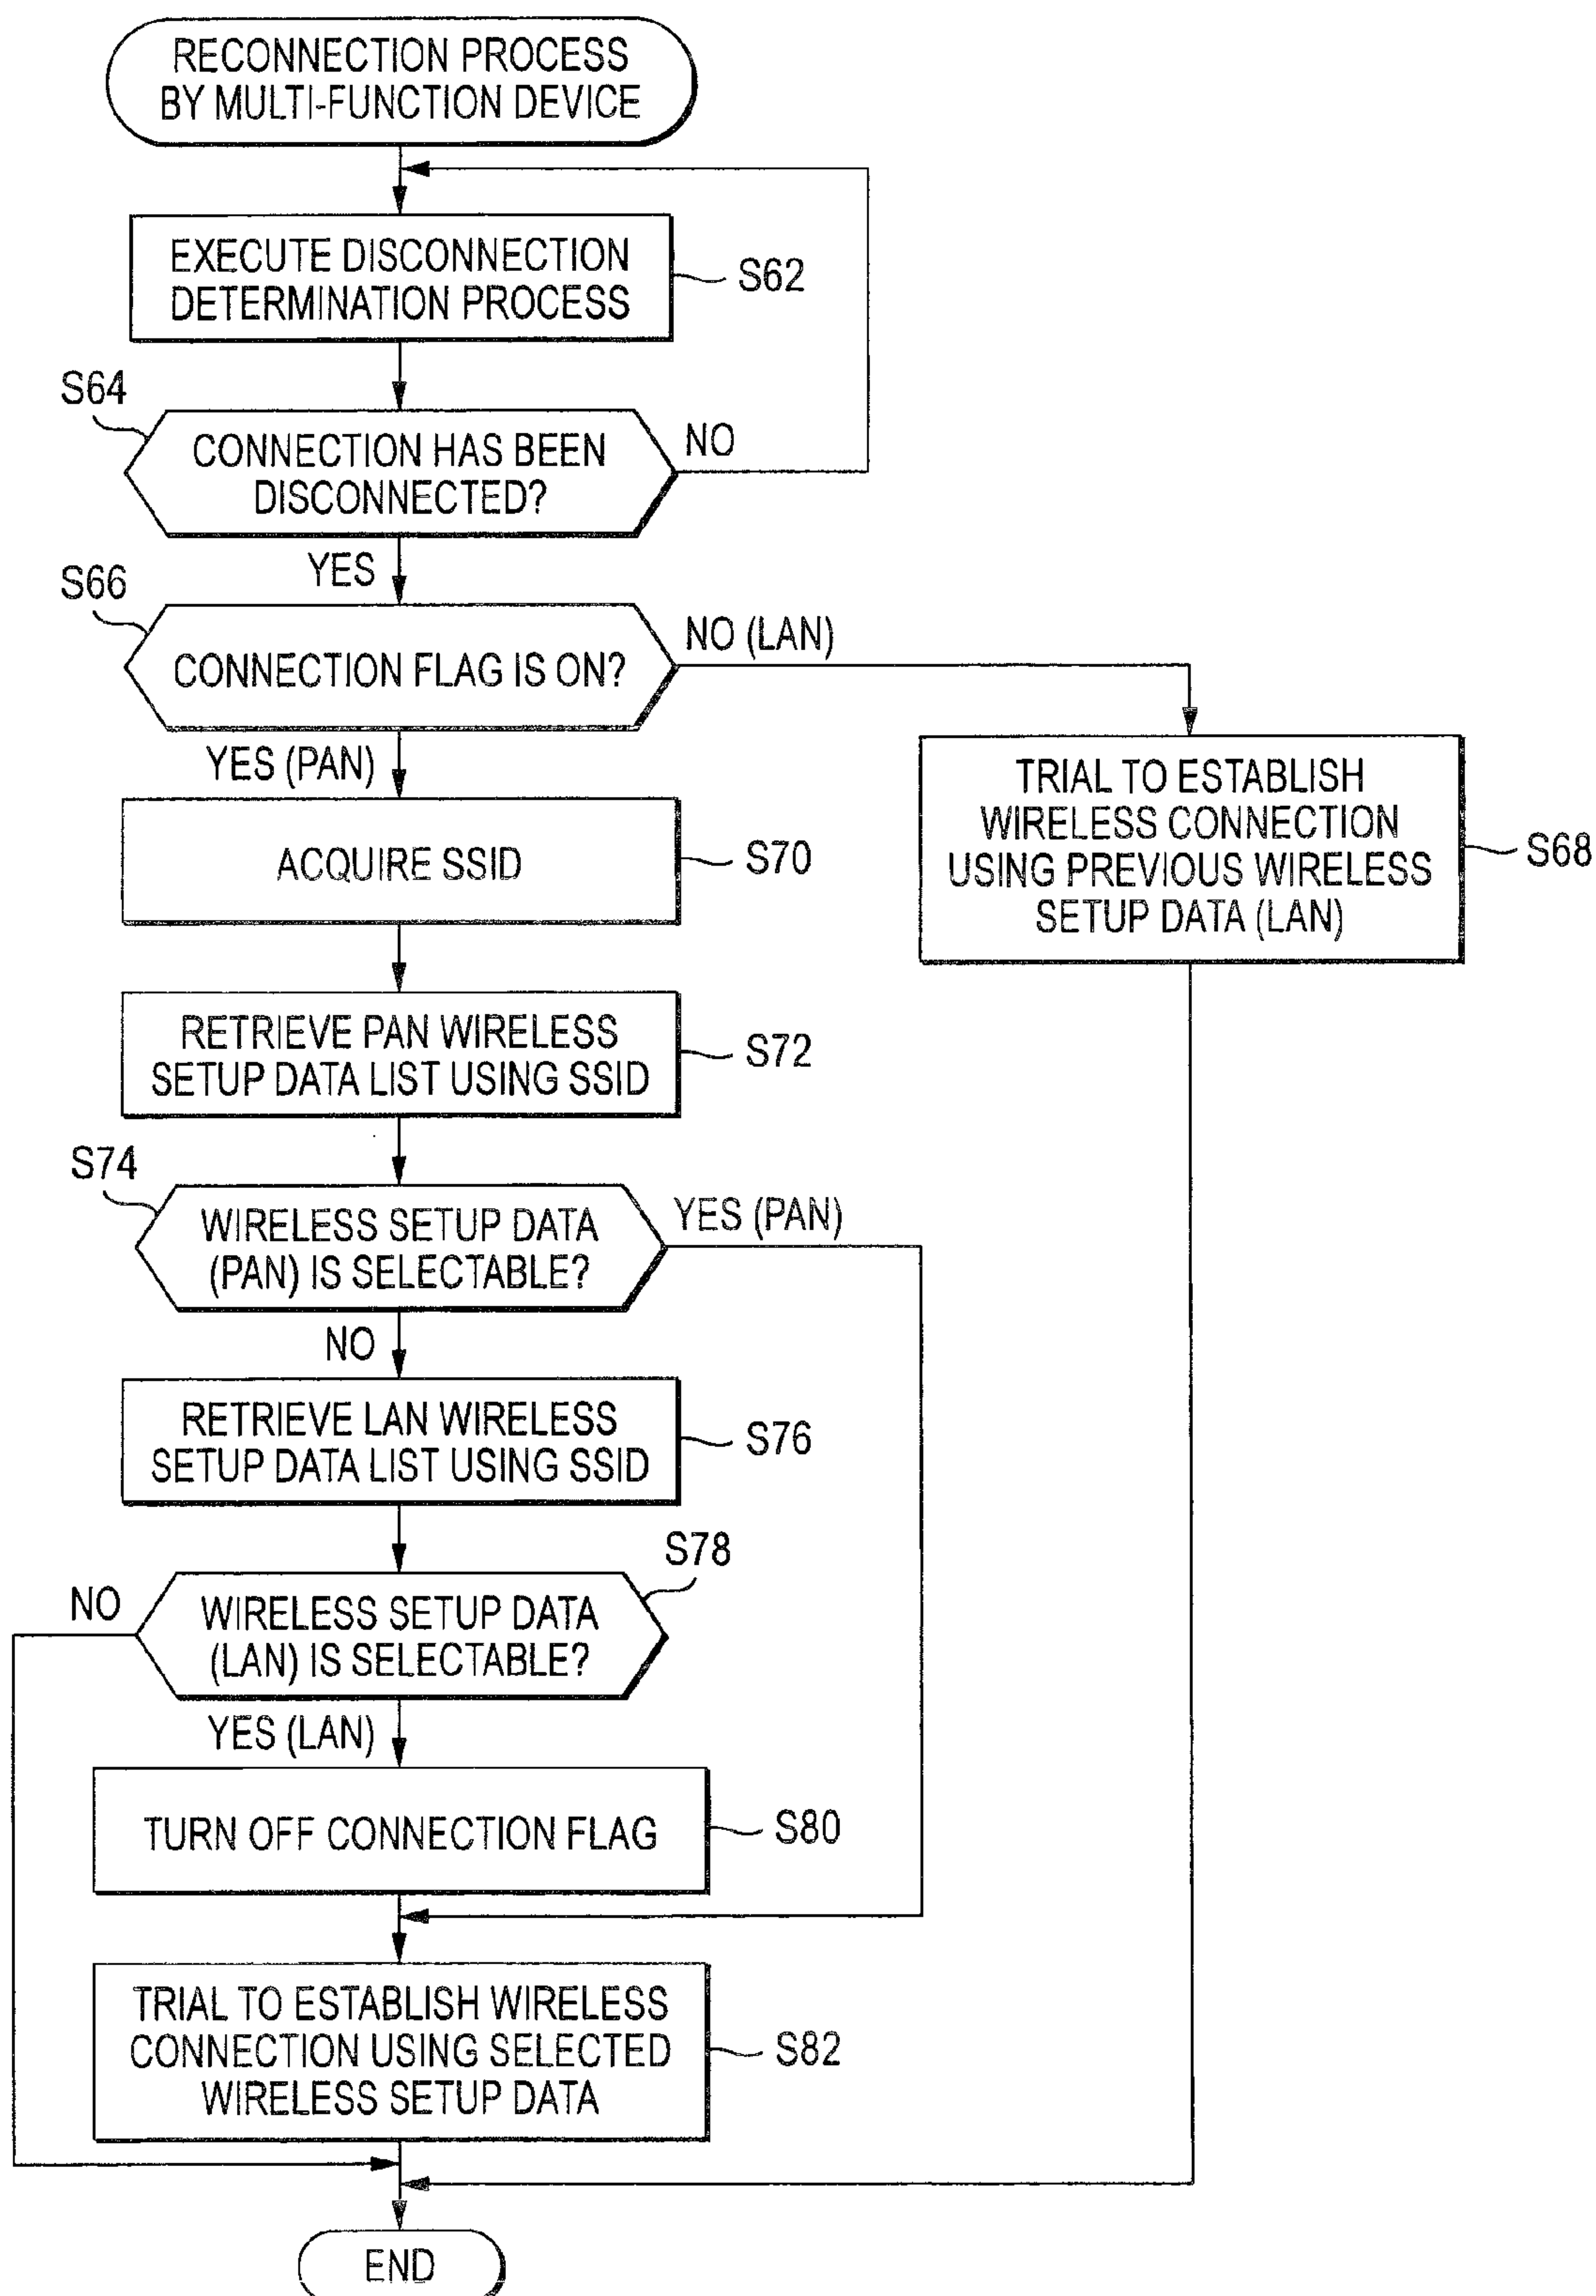 RECONNECTION PROCESS
BY MULTI-FUNCTION DEVICE
EXECUTE DISCONNECTION
DETERMINATION PROCESS
S62
S64
CONNECTION HAS BEEN
DISCONNECTED?
NO
YES
S66
CONNECTION FLAG IS ON?
NO (LAN)
YES (PAN)
TRIAL TO ESTABLISH
WIRELESS CONNECTION
USING PREVIOUS WIRELESS
SETUP DATA (LAN)
S68
ACQUIRE SSID
S70
RETRIEVE PAN WIRELESS
SETUP DATA LIST USING SSID
S72
S74
WIRELESS SETUP DATA
(PAN) IS SELECTABLE?
YES (PAN)
NO
RETRIEVE LAN WIRELESS
SETUP DATA LIST USING SSID
S76
S78
NO
WIRELESS SETUP DATA
(LAN) IS SELECTABLE?
YES (LAN)
TURN OFF CONNECTION FLAG
S80
TRIAL TO ESTABLISH WIRELESS
CONNECTION USING SELECTED
WIRELESS SETUP DATA
S82
END